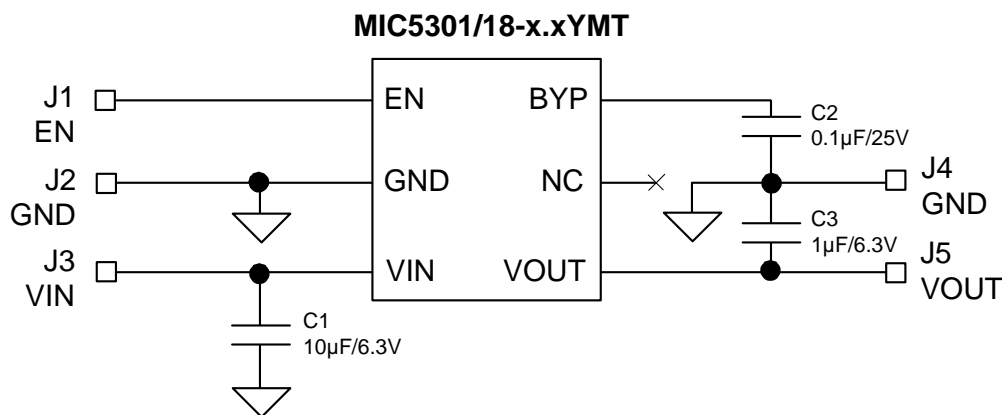 MIC5301/18-x.xYMT
J1
EN
EN
BYP
C2
0.1µF/25V
J2
GND
GND
NC
J4
GND
C3
1µF/6.3V
J3
VIN
VIN
VOUT
J5
VOUT
C1
10µF/6.3V